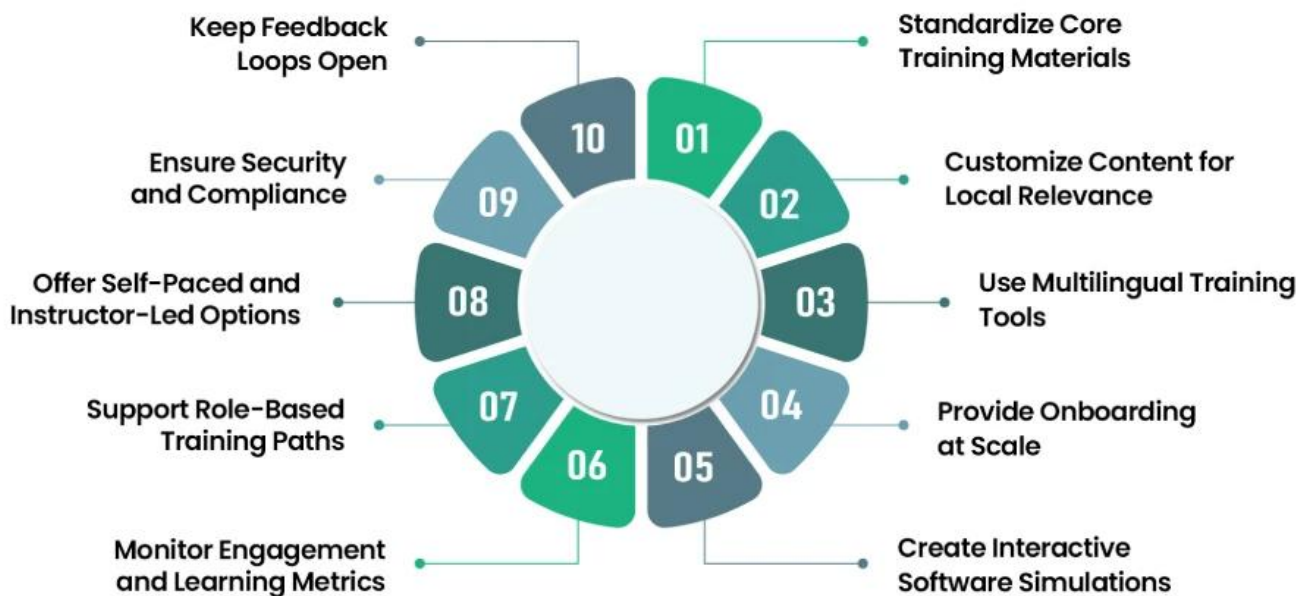 01
Standardize Core
Training Materials
02
Customize Content for
Local Relevance
03
Use Multilingual Training
Tools
04
Provide Onboarding
at Scale
05
Create Interactive
Software Simulations
06
Monitor Engagement
and Learning Metrics
07
Support Role-Based
Training Paths
08
Offer Self-Paced and
Instructor-Led Options
09
Ensure Security
and Compliance
10
Keep Feedback
Loops Open